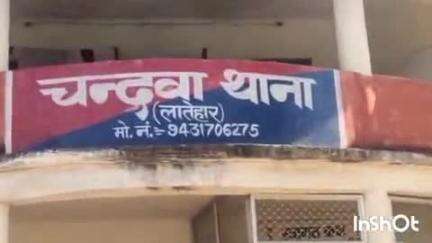 चन्दवा थाना
(लातेहार)
मो. नं.:- 9431706275
InShOt